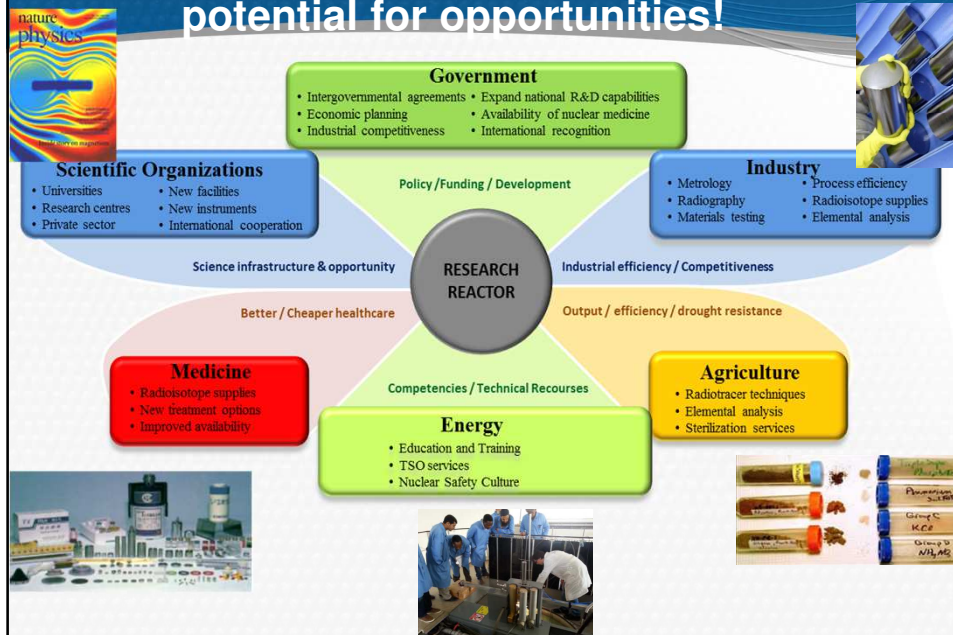 potential for opportunities!
nature
physics
Government
• Intergovernmental agreements
• Economic planning
• Industrial competitiveness
• Expand national R&D capabilities
• Availability of nuclear medicine
• International recognition
Scientific Organizations
• Universities
• Research centres
• Private sector
• New facilities
• New instruments
• International cooperation
Policy /Funding / Development
Industry
• Metrology
• Radiography
• Materials testing
• Process efficiency
• Radioisotope supplies
• Elemental analysis
Science infrastructure & opportunity
RESEARCH
REACTOR
Industrial efficiency / Competitiveness
Better / Cheaper healthcare
Output / efficiency / drought resistance
Medicine
• Radioisotope supplies
• New treatment options
• Improved availability
Competencies / Technical Recourses
Energy
• Education and Training
• TSO services
• Nuclear Safety Culture
Agriculture
• Radiotracer techniques
• Elemental analysis
• Sterilization services
Group C
KCl
Group D